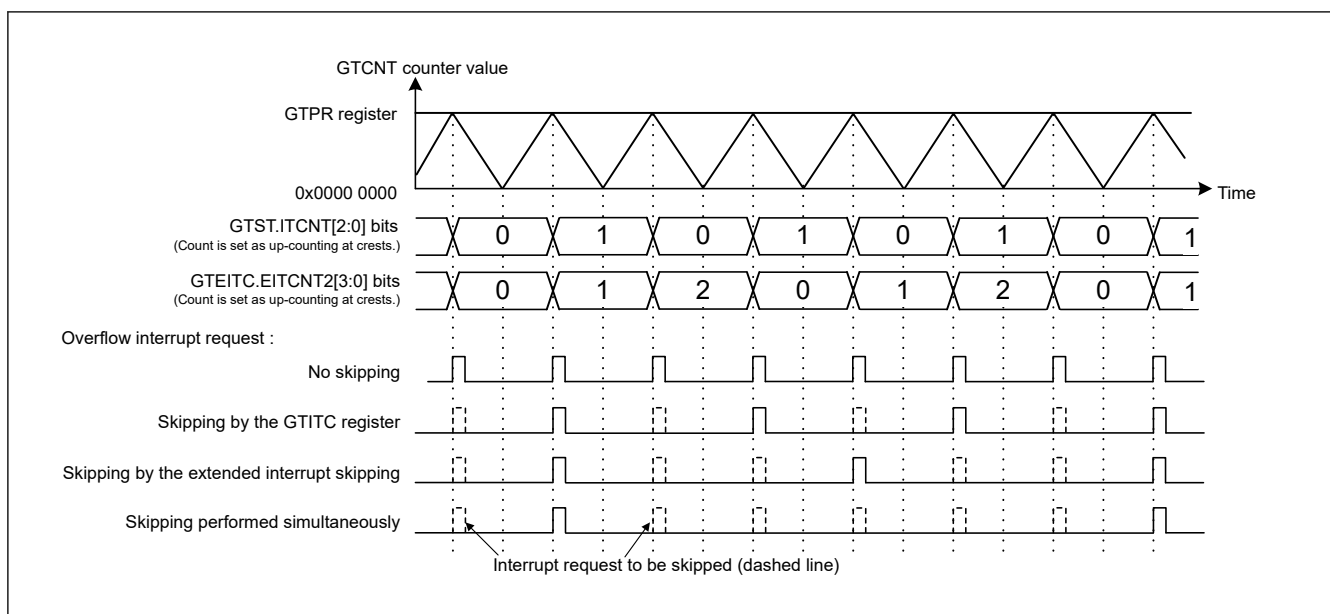 GTCNT counter value
GTPR register
0x0000 0000
Time
GTST.ITCNT[2:0] bits
(Count is set as up-counting at crests.)
0 1 0 1 0 1 0 1
GTEITC.EITCNT2[3:0] bits
(Count is set as up-counting at crests.)
0 1 2 0 1 2 0 1
Overflow interrupt request :
No skipping
Skipping by the GTITC register
Skipping by the extended interrupt skipping
Skipping performed simultaneously
Interrupt request to be skipped (dashed line)